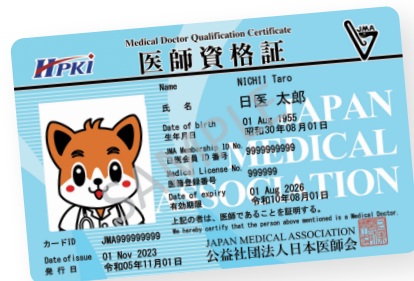 HPKI
Medical Doctor Qualification Certificate
医師資格証
JMA
Name NICHII Taro
氏 名 日医 太郎
Date of birth 01 Aug 1955
生年月日 昭和30年08月01日
JMA Membership ID No. 9999999999
日医会員ID番号
Medical License No. 999999
医籍登録番号
Date of expiry 01 Aug 2026
有効期限 令和10年08月01日
上記の者は、医師であることを証明する。
We hereby certify that the person above mentioned is a Medical Doctor.
カードID JMA999999999
Date of issue 01 Nov 2023
発行日 令和05年11月01日
JAPAN MEDICAL ASSOCIATION
公益社団法人日本医師会
JAPAN
MEDICAL
ASSOCIATION
SAMPLE